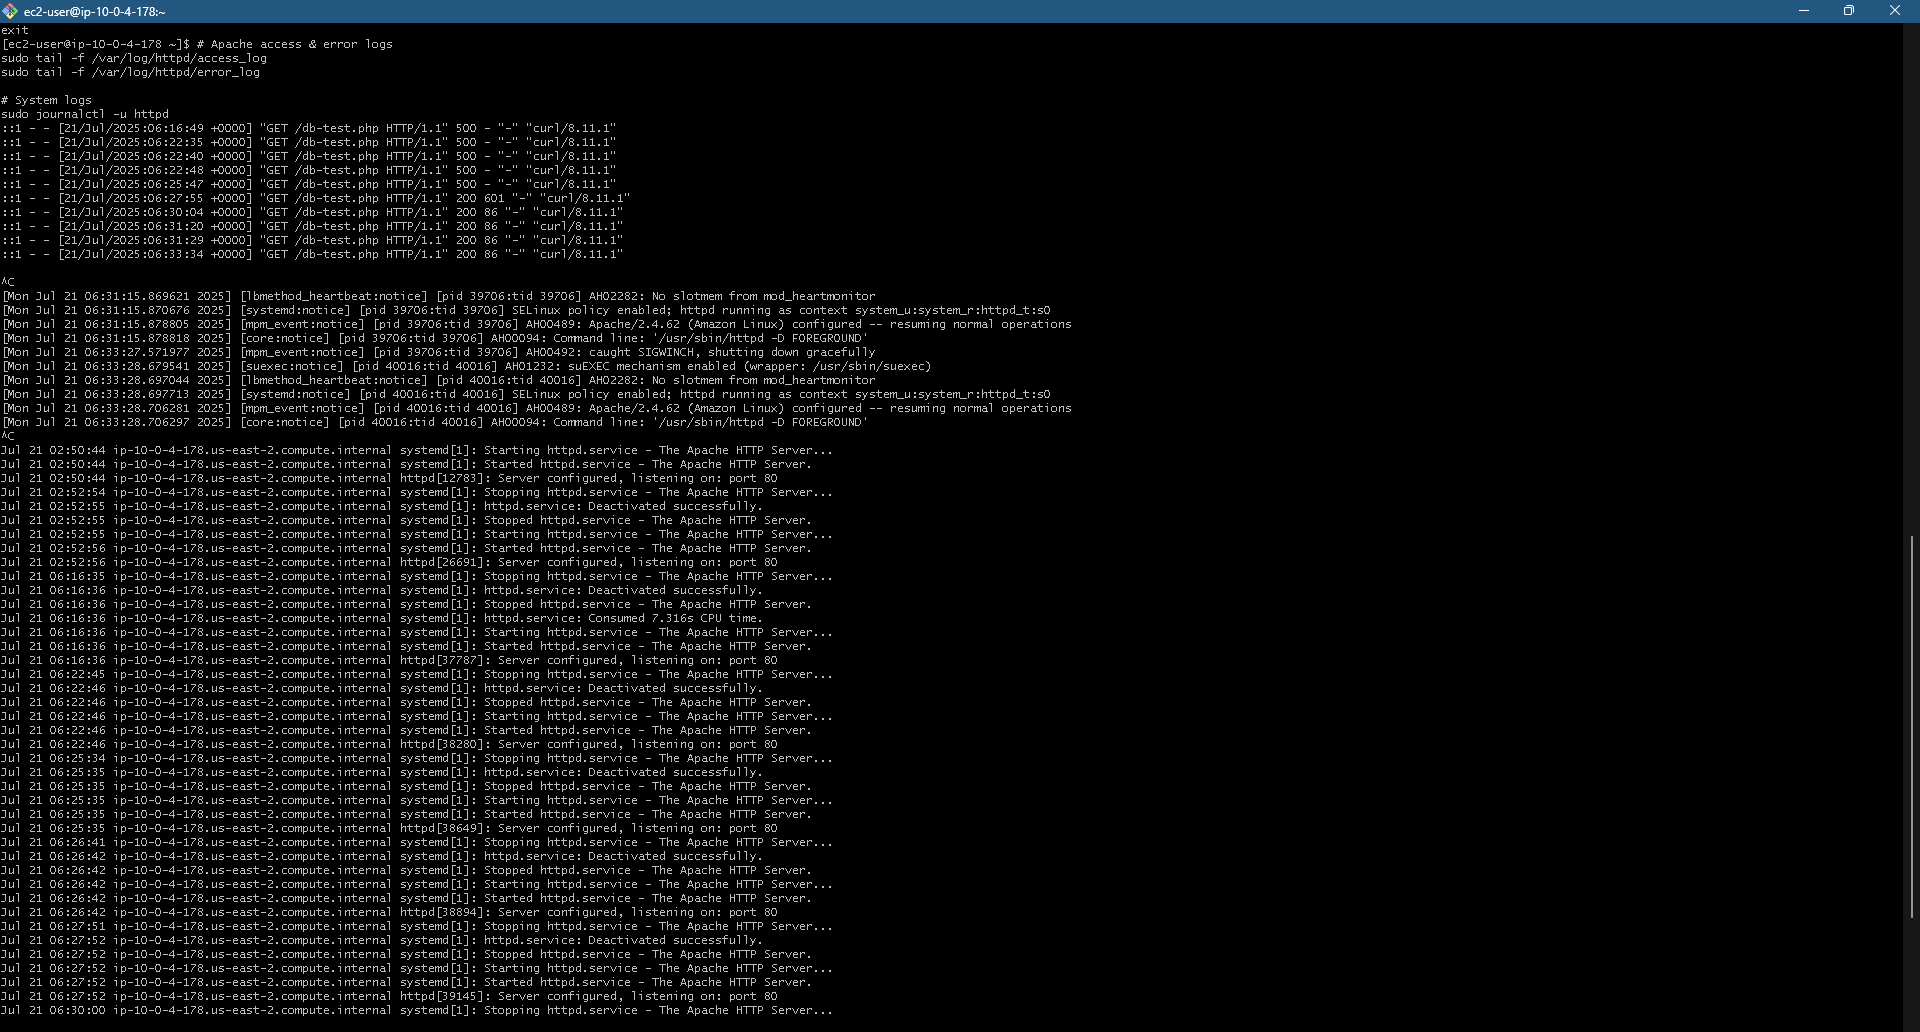 ec2-user@ip-10-0-4-178:~
exit
[ec2-user@ip-10-0-4-178 ~]$ # Apache access & error logs
sudo tail -f /var/log/httpd/access_log
sudo tail -f /var/log/httpd/error_log
# System logs
sudo journalctl -u httpd
::1 - - [21/Jul/2025:06:16:49 +0000] "GET /db-test.php HTTP/1.1" 500 - "-" "curl/8.11.1"
::1 - - [21/Jul/2025:06:22:35 +0000] "GET /db-test.php HTTP/1.1" 500 - "-" "curl/8.11.1"
::1 - - [21/Jul/2025:06:22:40 +0000] "GET /db-test.php HTTP/1.1" 500 - "-" "curl/8.11.1"
::1 - - [21/Jul/2025:06:22:48 +0000] "GET /db-test.php HTTP/1.1" 500 - "-" "curl/8.11.1"
::1 - - [21/Jul/2025:06:25:47 +0000] "GET /db-test.php HTTP/1.1" 500 - "-" "curl/8.11.1"
::1 - - [21/Jul/2025:06:27:55 +0000] "GET /db-test.php HTTP/1.1" 200 601 "-" "curl/8.11.1"
::1 - - [21/Jul/2025:06:30:04 +0000] "GET /db-test.php HTTP/1.1" 200 86 "-" "curl/8.11.1"
::1 - - [21/Jul/2025:06:31:20 +0000] "GET /db-test.php HTTP/1.1" 200 86 "-" "curl/8.11.1"
::1 - - [21/Jul/2025:06:31:29 +0000] "GET /db-test.php HTTP/1.1" 200 86 "-" "curl/8.11.1"
::1 - - [21/Jul/2025:06:33:34 +0000] "GET /db-test.php HTTP/1.1" 200 86 "-" "curl/8.11.1"
^C
[Mon Jul 21 06:31:15.869621 2025] [lbmethod_heartbeat:notice] [pid 39706:tid 39706] AH02282: No slotmem from mod_heartmonitor
[Mon Jul 21 06:31:15.870676 2025] [systemd:notice] [pid 39706:tid 39706] SELinux policy enabled; httpd running as context system_u:system_r:httpd_t:s0
[Mon Jul 21 06:31:15.878805 2025] [mpm_event:notice] [pid 39706:tid 39706] AH00489: Apache/2.4.62 (Amazon Linux) configured -- resuming normal operations
[Mon Jul 21 06:31:15.878818 2025] [core:notice] [pid 39706:tid 39706] AH00094: Command line: '/usr/sbin/httpd -D FOREGROUND'
[Mon Jul 21 06:33:27.571977 2025] [mpm_event:notice] [pid 39706:tid 39706] AH00492: caught SIGWINCH, shutting down gracefully
[Mon Jul 21 06:33:28.679541 2025] [suexec:notice] [pid 40016:tid 40016] AH01232: suEXEC mechanism enabled (wrapper: /usr/sbin/suexec)
[Mon Jul 21 06:33:28.697044 2025] [lbmethod_heartbeat:notice] [pid 40016:tid 40016] AH02282: No slotmem from mod_heartmonitor
[Mon Jul 21 06:33:28.697713 2025] [systemd:notice] [pid 40016:tid 40016] SELinux policy enabled; httpd running as context system_u:system_r:httpd_t:s0
[Mon Jul 21 06:33:28.706281 2025] [mpm_event:notice] [pid 40016:tid 40016] AH00489: Apache/2.4.62 (Amazon Linux) configured -- resuming normal operations
[Mon Jul 21 06:33:28.706297 2025] [core:notice] [pid 40016:tid 40016] AH00094: Command line: '/usr/sbin/httpd -D FOREGROUND'
^C
Jul 21 02:50:44 ip-10-0-4-178.us-east-2.compute.internal systemd[1]: Starting httpd.service - The Apache HTTP Server...
Jul 21 02:50:44 ip-10-0-4-178.us-east-2.compute.internal systemd[1]: Started httpd.service - The Apache HTTP Server.
Jul 21 02:50:44 ip-10-0-4-178.us-east-2.compute.internal httpd[12783]: Server configured, listening on: port 80
Jul 21 02:52:54 ip-10-0-4-178.us-east-2.compute.internal systemd[1]: Stopping httpd.service - The Apache HTTP Server...
Jul 21 02:52:55 ip-10-0-4-178.us-east-2.compute.internal systemd[1]: httpd.service: Deactivated successfully.
Jul 21 02:52:55 ip-10-0-4-178.us-east-2.compute.internal systemd[1]: Stopped httpd.service - The Apache HTTP Server.
Jul 21 02:52:55 ip-10-0-4-178.us-east-2.compute.internal systemd[1]: Starting httpd.service - The Apache HTTP Server...
Jul 21 02:52:56 ip-10-0-4-178.us-east-2.compute.internal systemd[1]: Started httpd.service - The Apache HTTP Server.
Jul 21 02:52:56 ip-10-0-4-178.us-east-2.compute.internal httpd[26691]: Server configured, listening on: port 80
Jul 21 06:16:35 ip-10-0-4-178.us-east-2.compute.internal systemd[1]: Stopping httpd.service - The Apache HTTP Server...
Jul 21 06:16:36 ip-10-0-4-178.us-east-2.compute.internal systemd[1]: httpd.service: Deactivated successfully.
Jul 21 06:16:36 ip-10-0-4-178.us-east-2.compute.internal systemd[1]: Stopped httpd.service - The Apache HTTP Server.
Jul 21 06:16:36 ip-10-0-4-178.us-east-2.compute.internal systemd[1]: httpd.service: Consumed 7.316s CPU time.
Jul 21 06:16:36 ip-10-0-4-178.us-east-2.compute.internal systemd[1]: Starting httpd.service - The Apache HTTP Server...
Jul 21 06:16:36 ip-10-0-4-178.us-east-2.compute.internal systemd[1]: Started httpd.service - The Apache HTTP Server.
Jul 21 06:16:36 ip-10-0-4-178.us-east-2.compute.internal httpd[37787]: Server configured, listening on: port 80
Jul 21 06:22:45 ip-10-0-4-178.us-east-2.compute.internal systemd[1]: Stopping httpd.service - The Apache HTTP Server...
Jul 21 06:22:46 ip-10-0-4-178.us-east-2.compute.internal systemd[1]: httpd.service: Deactivated successfully.
Jul 21 06:22:46 ip-10-0-4-178.us-east-2.compute.internal systemd[1]: Stopped httpd.service - The Apache HTTP Server.
Jul 21 06:22:46 ip-10-0-4-178.us-east-2.compute.internal systemd[1]: Starting httpd.service - The Apache HTTP Server...
Jul 21 06:22:46 ip-10-0-4-178.us-east-2.compute.internal systemd[1]: Started httpd.service - The Apache HTTP Server.
Jul 21 06:22:46 ip-10-0-4-178.us-east-2.compute.internal httpd[38280]: Server configured, listening on: port 80
Jul 21 06:25:34 ip-10-0-4-178.us-east-2.compute.internal systemd[1]: Stopping httpd.service - The Apache HTTP Server...
Jul 21 06:25:35 ip-10-0-4-178.us-east-2.compute.internal systemd[1]: httpd.service: Deactivated successfully.
Jul 21 06:25:35 ip-10-0-4-178.us-east-2.compute.internal systemd[1]: Stopped httpd.service - The Apache HTTP Server.
Jul 21 06:25:35 ip-10-0-4-178.us-east-2.compute.internal systemd[1]: Starting httpd.service - The Apache HTTP Server...
Jul 21 06:25:35 ip-10-0-4-178.us-east-2.compute.internal systemd[1]: Started httpd.service - The Apache HTTP Server.
Jul 21 06:25:35 ip-10-0-4-178.us-east-2.compute.internal httpd[38649]: Server configured, listening on: port 80
Jul 21 06:26:41 ip-10-0-4-178.us-east-2.compute.internal systemd[1]: Stopping httpd.service - The Apache HTTP Server...
Jul 21 06:26:42 ip-10-0-4-178.us-east-2.compute.internal systemd[1]: httpd.service: Deactivated successfully.
Jul 21 06:26:42 ip-10-0-4-178.us-east-2.compute.internal systemd[1]: Stopped httpd.service - The Apache HTTP Server.
Jul 21 06:26:42 ip-10-0-4-178.us-east-2.compute.internal systemd[1]: Starting httpd.service - The Apache HTTP Server...
Jul 21 06:26:42 ip-10-0-4-178.us-east-2.compute.internal systemd[1]: Started httpd.service - The Apache HTTP Server.
Jul 21 06:26:42 ip-10-0-4-178.us-east-2.compute.internal httpd[38894]: Server configured, listening on: port 80
Jul 21 06:27:51 ip-10-0-4-178.us-east-2.compute.internal systemd[1]: Stopping httpd.service - The Apache HTTP Server...
Jul 21 06:27:52 ip-10-0-4-178.us-east-2.compute.internal systemd[1]: httpd.service: Deactivated successfully.
Jul 21 06:27:52 ip-10-0-4-178.us-east-2.compute.internal systemd[1]: Stopped httpd.service - The Apache HTTP Server.
Jul 21 06:27:52 ip-10-0-4-178.us-east-2.compute.internal systemd[1]: Starting httpd.service - The Apache HTTP Server...
Jul 21 06:27:52 ip-10-0-4-178.us-east-2.compute.internal systemd[1]: Started httpd.service - The Apache HTTP Server.
Jul 21 06:27:52 ip-10-0-4-178.us-east-2.compute.internal httpd[39145]: Server configured, listening on: port 80
Jul 21 06:30:00 ip-10-0-4-178.us-east-2.compute.internal systemd[1]: Stopping httpd.service - The Apache HTTP Server...